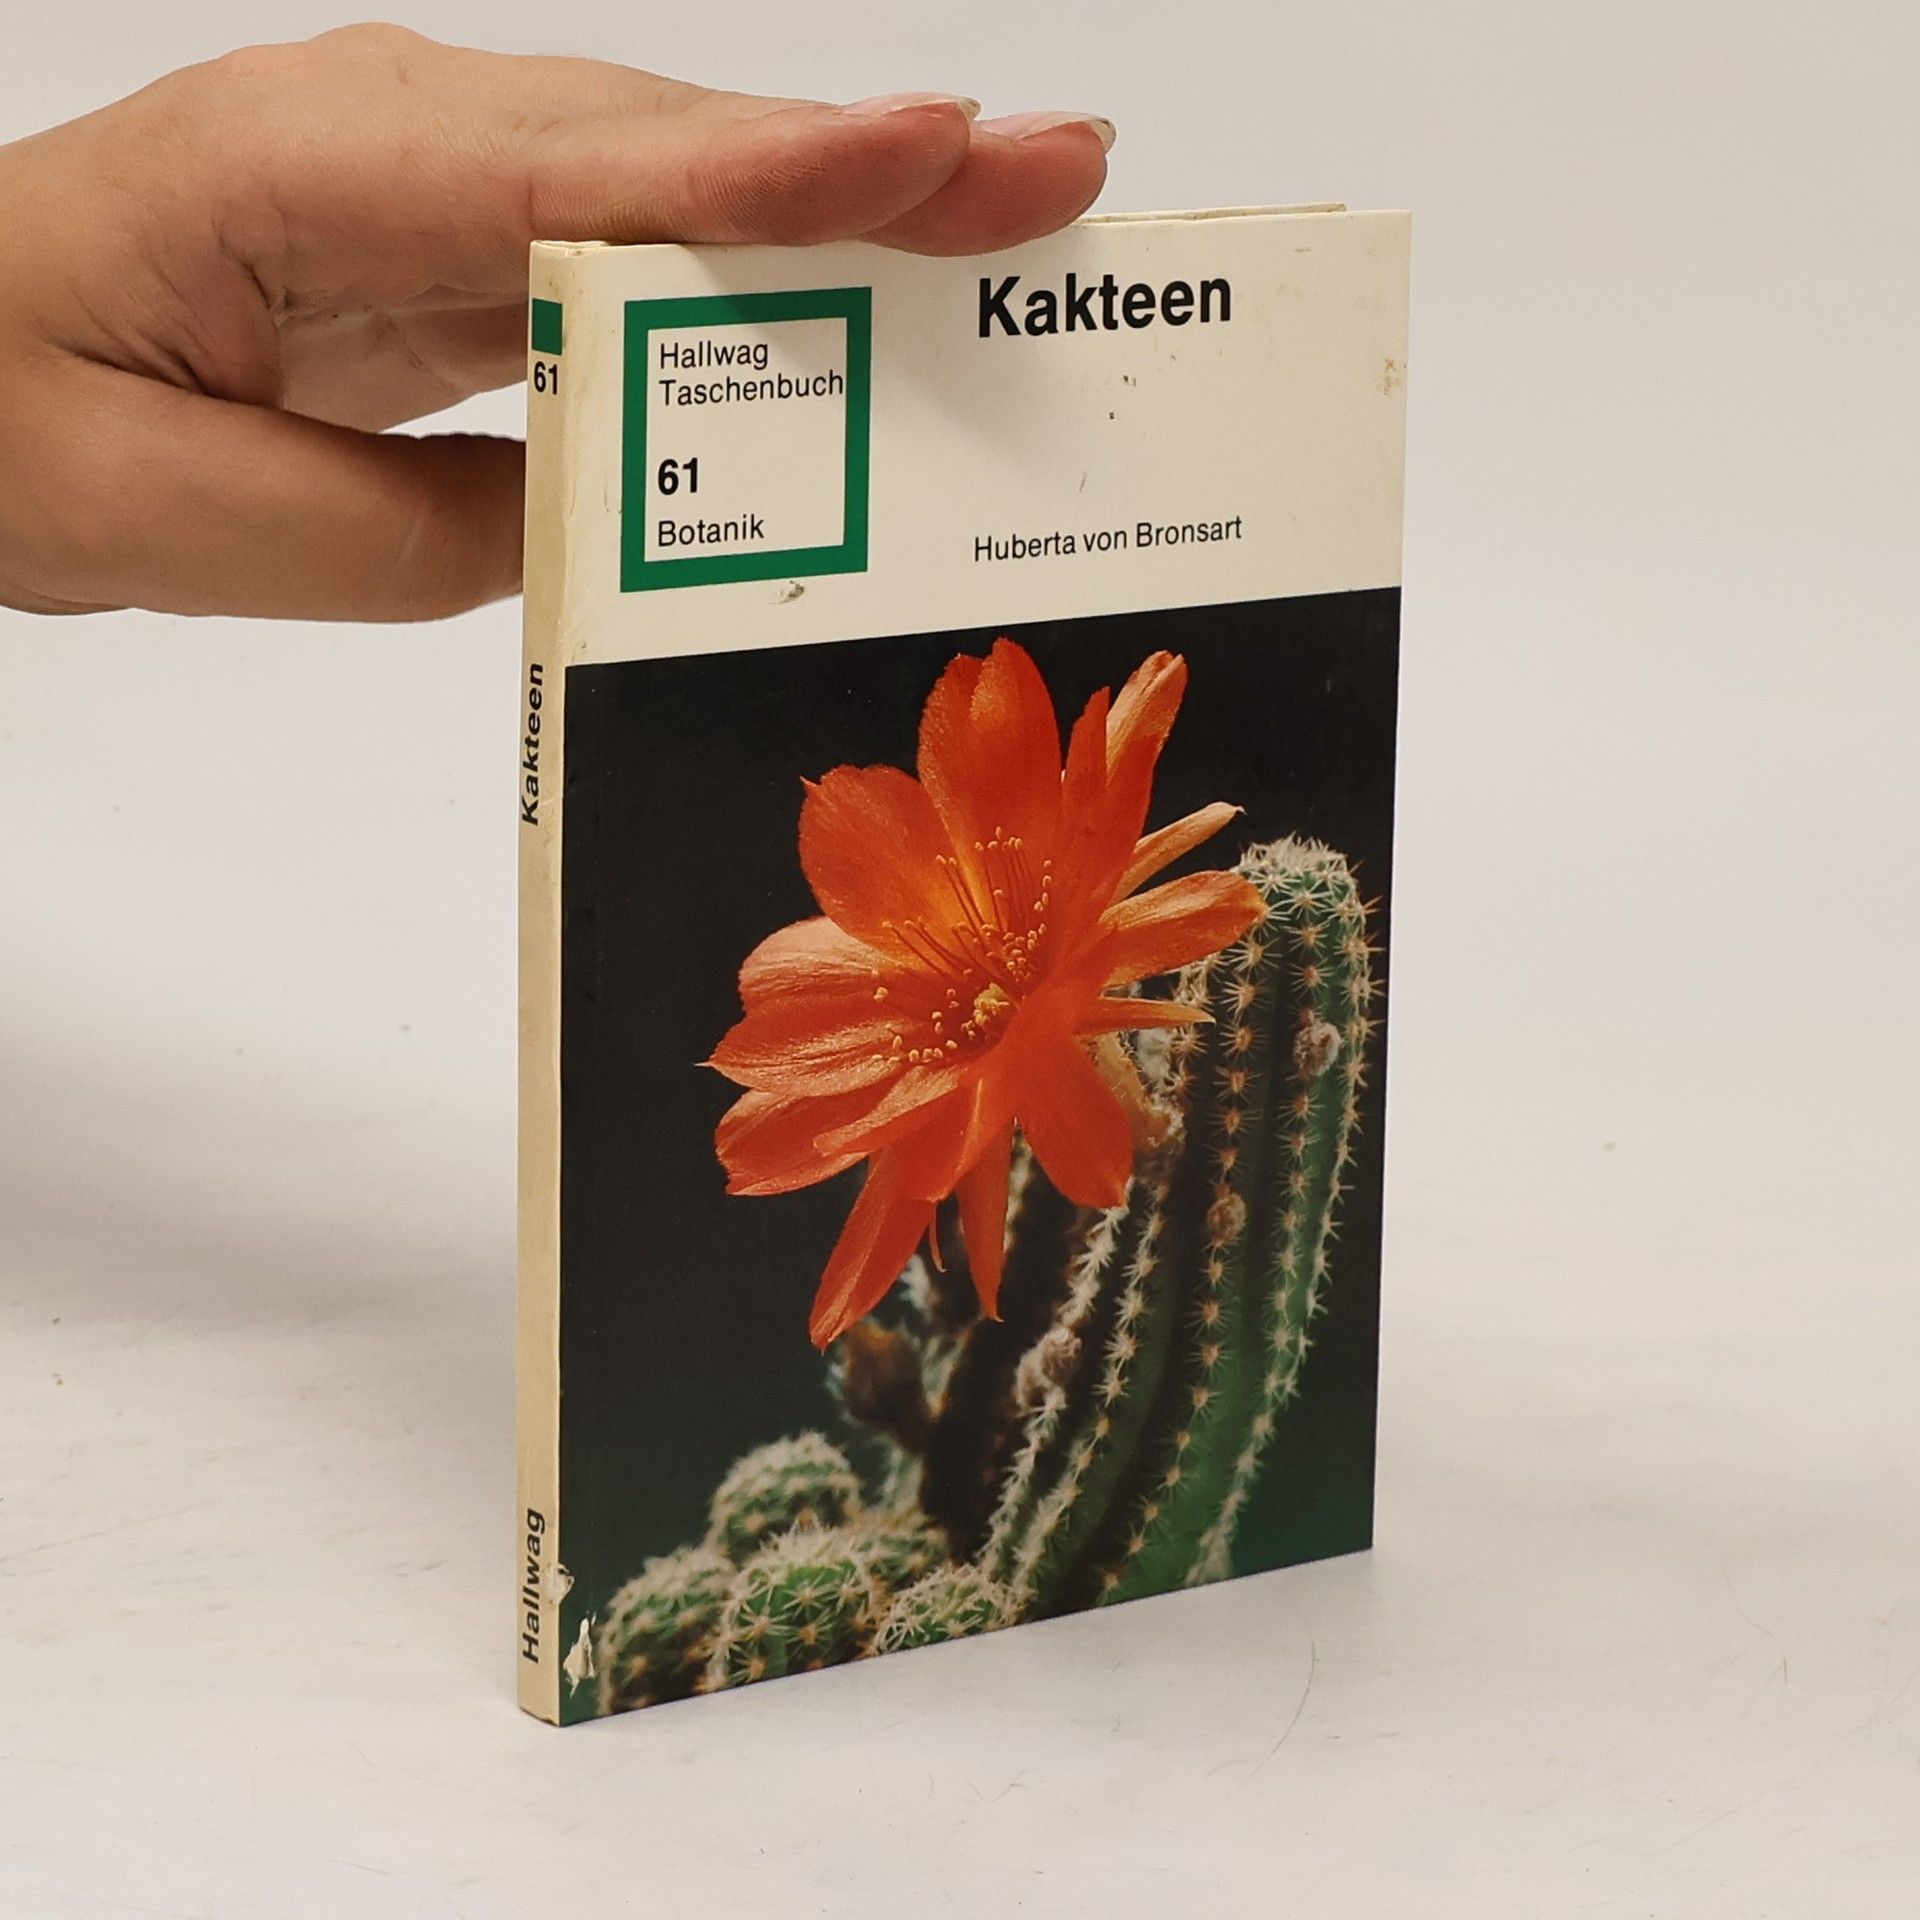 Kakteen
Hallwag
Taschenbuch
61
Botanik
Huberta von Bronsart
61
Kakteen
Hallwag